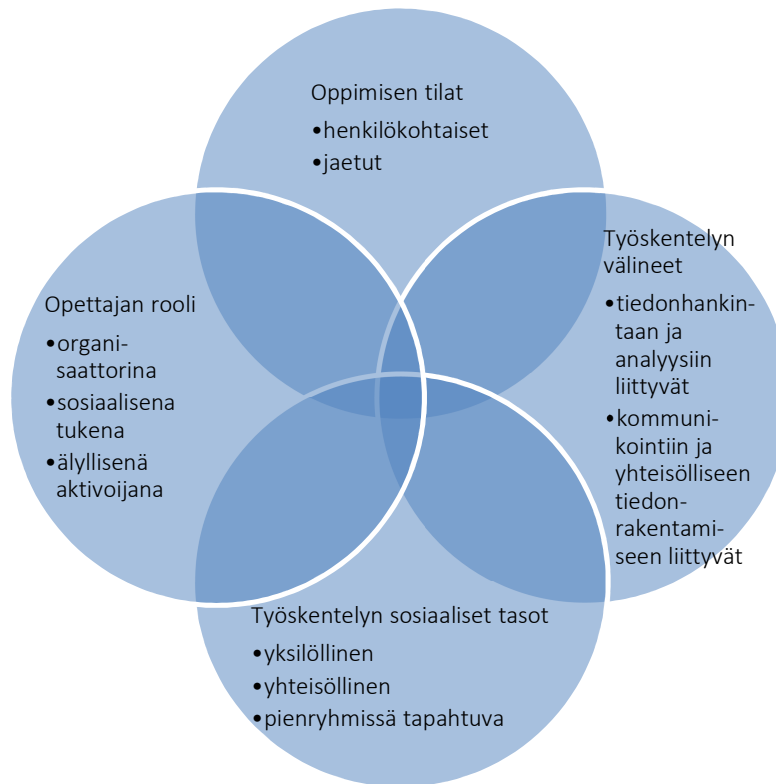 Oppimisen tilat
•henkilökohtaiset
•jaetut
Työskentelyn
välineet
•tiedonhankin-
taan ja
analyysiin
liittyvät
•kommuni-
kointiin ja
yhteisölliseen
tiedon-
rakentami-
seen liittyvät
Opettajan rooli
•organi-
saattorina
•sosiaalisena
tukena
•älyllisenä
aktivoijana
Työskentelyn sosiaaliset tasot
•yksilöllinen
•yhteisöllinen
•pienryhmissä tapahtuva